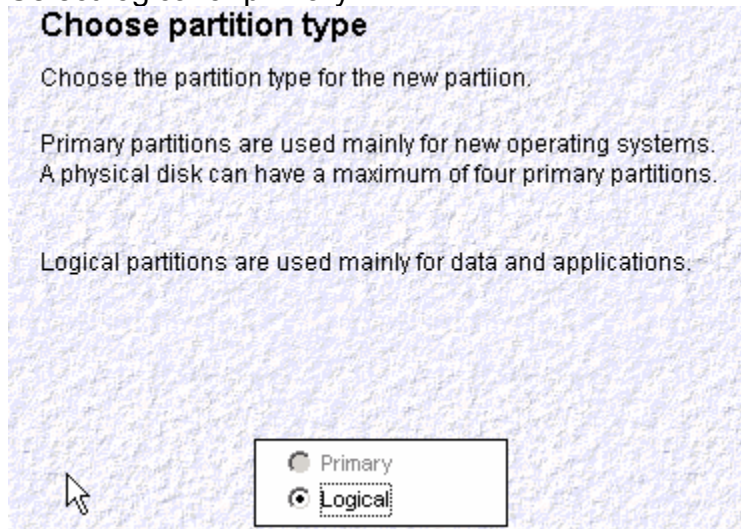 Choose partition type
Choose the partition type for the new partiion.
Primary partitions are used mainly for new operating systems.
A physical disk can have a maximum of four primary partitions.
Logical partitions are used mainly for data and applications.
Primary
Logical